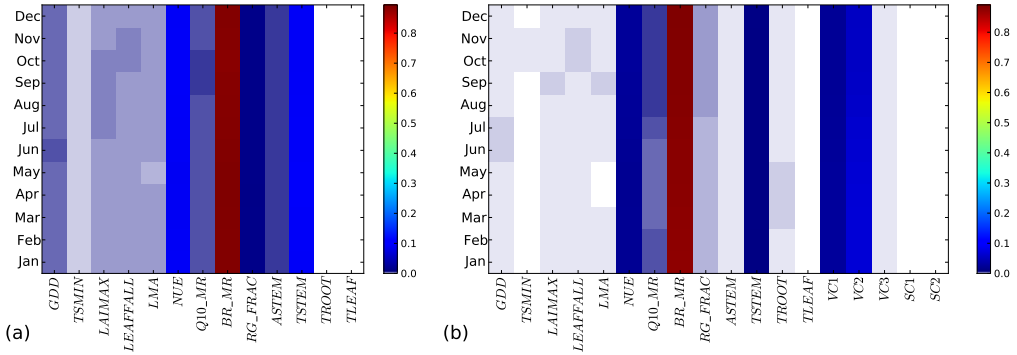 Dec
Nov
Oct
Sep
Aug
Jul
Jun
May
Apr
Mar
Feb
Jan
GDD
TSMIN
LAIMAX
LEAFFALL
LMA
NUE
Q10_MR
BR_MR
RG_FRAC
ASTEM
TSTEM
TROOT
TLEAF
0.8
0.7
0.6
0.5
0.4
0.3
0.2
0.1
0.0
(a)
Dec
Nov
Oct
Sep
Aug
Jul
Jun
May
Apr
Mar
Feb
Jan
GDD
TSMIN
LAIMAX
LEAFFALL
LMA
NUE
Q10_MR
BR_MR
RG_FRAC
ASTEM
TSTEM
TROOT
TLEAF
VC1
VC2
VC3
SC1
SC2
0.8
0.7
0.6
0.5
0.4
0.3
0.2
0.1
0.0
(b)